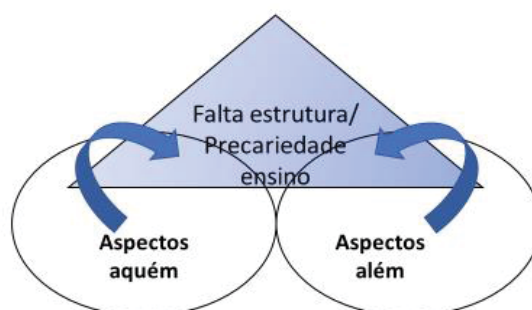 Falta estrutura/
Precariedade
ensino
Aspectos
aquém
Aspectos
além